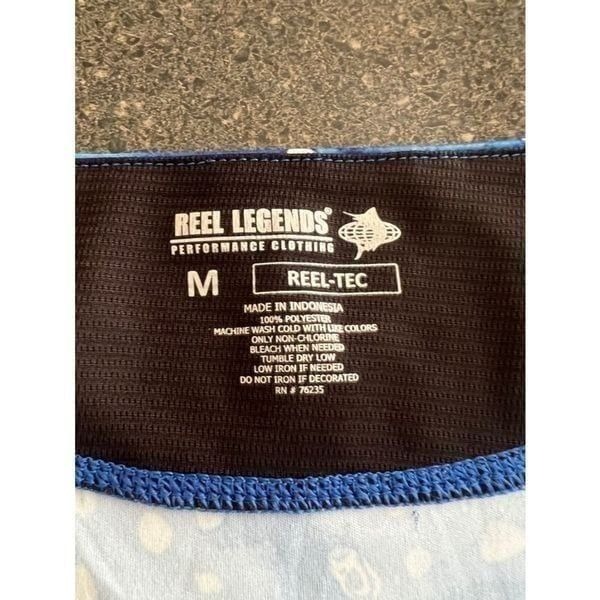 REEL LEGENDS®
PERFORMANCE CLOTHING
M REEL-TEC
MADE IN INDONESIA
100% POLYESTER
MACHINE WASH COLD WITH LIKE COLORS
ONLY NON-CHLORINE
BLEACH WHEN NEEDED
TUMBLE DRY LOW
LOW IRON IF NEEDED
DO NOT IRON IF DECORATED
RN # 76235